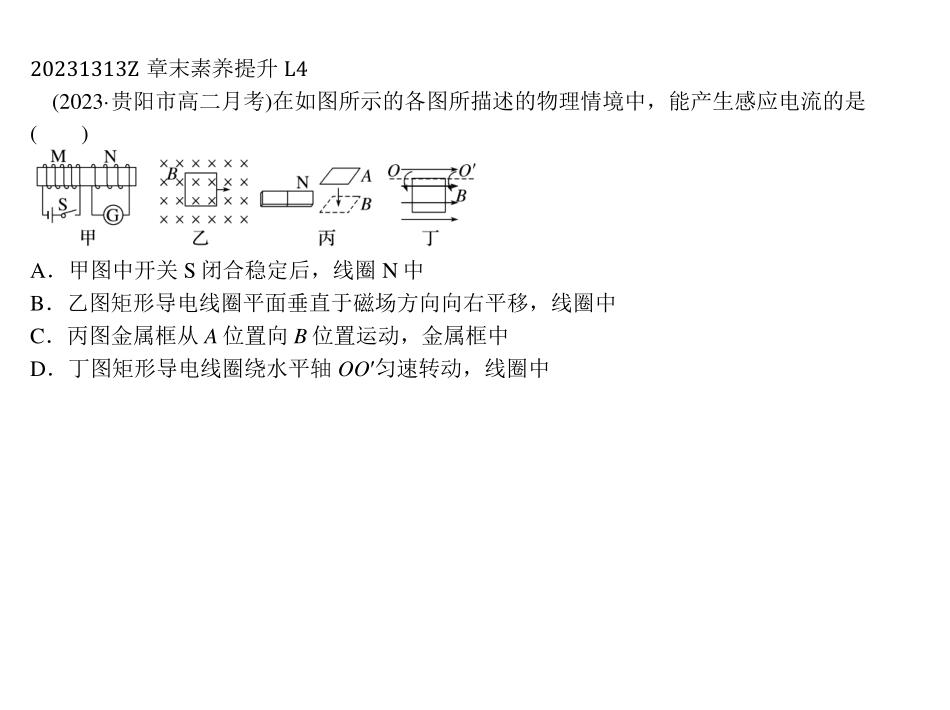 20231313Z 章末素养提升 L4
(2023·贵阳市高二月考)在如图所示的各图所描述的物理情境中，能产生感应电流的是
(　　)
M N S G 甲
B 乙
N A B 丙
O O′ B 丁
A．甲图中开关 S 闭合稳定后，线圈 N 中
B．乙图矩形导电线圈平面垂直于磁场方向向右平移，线圈中
C．丙图金属框从 A 位置向 B 位置运动，金属框中
D．丁图矩形导电线圈绕水平轴 OO′匀速转动，线圈中